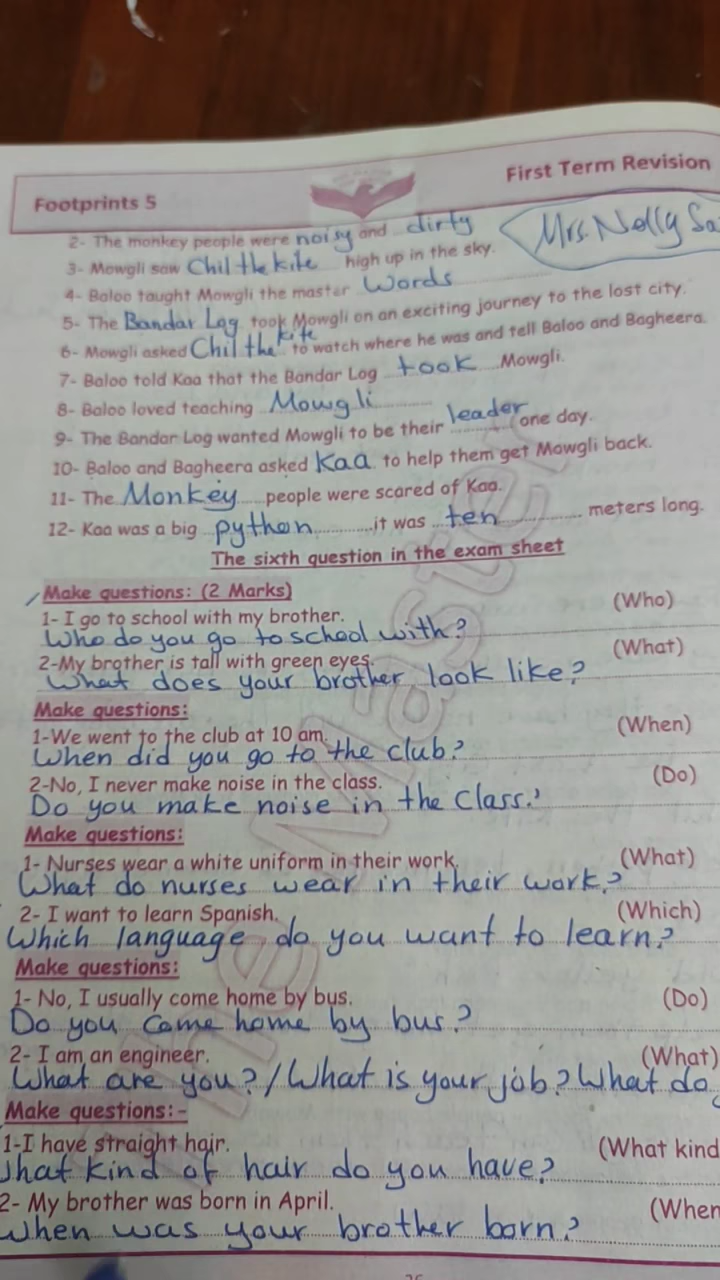 First Term Revision
Footprints 5
Mrs. Nelly
2- The monkey people were noisy and dirty
3- Mowgli saw Chil the kite high up in the sky.
4- Baloo taught Mowgli the master words
5- The Bandar Log took Mowgli on an exciting journey to the lost city.
6- Mowgli asked Chil the kite to watch where he was and tell Baloo and Bagheera.
7- Baloo told Kaa that the Bandar Log took Mowgli.
8- Baloo loved teaching Mowgli
9- The Bandar Log wanted Mowgli to be their leader one day.
10- Baloo and Bagheera asked Kaa to help them get Mowgli back.
11- The Monkey people were scared of Kaa.
12- Kaa was a big python it was ten meters long.
The sixth question in the exam sheet
Make questions: (2 Marks)
1- I go to school with my brother. (Who)
Who do you go to school with?
2-My brother is tall with green eyes. (What)
What does your brother look like?
Make questions:
1-We went to the club at 10 am. (When)
When did you go to the club?
2-No, I never make noise in the class. (Do)
Do you make noise in the class?
Make questions:
1- Nurses wear a white uniform in their work. (What)
What do nurses wear in their work?
2- I want to learn Spanish. (Which)
Which language do you want to learn?
Make questions:
1- No, I usually come home by bus. (Do)
Do you come home by bus?
2- I am an engineer. (What)
What are you? / What is your job? What do
Make questions:-
1-I have straight hair. (What kind
What kind of hair do you have?
2- My brother was born in April. (When
When was your brother born?
The Master